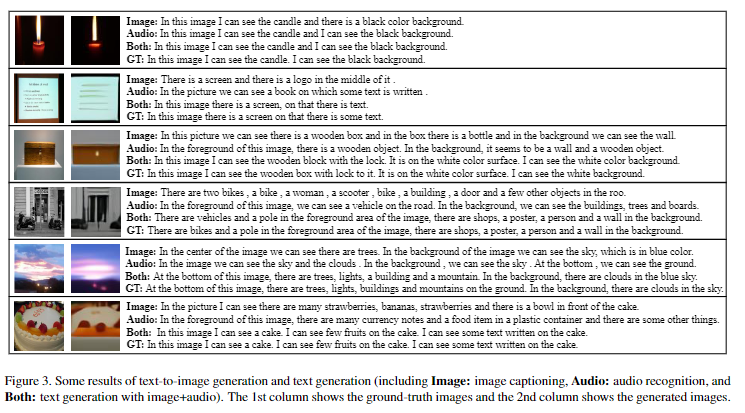 Image: In this image I can see the candle and there is a black color background.
Audio: In this image I can see the candle and I can see the black background.
Both: In this image I can see the candle and I can see the black background.
GT: In this image I can see the candle. I can see the black background.
Image: There is a screen and there is a logo in the middle of it .
Audio: In the picture we can see a book on which some text is written .
Both: In this image there is a screen, on that there is text.
GT: In this image there is a screen on that there is some text.
Image: In this picture we can see there is a wooden box and in the box there is a bottle and in the background we can see the wall.
Audio: In the foreground of this image, there is a wooden object. In the background, it seems to be a wall and a wooden object.
Both: In this image I can see the wooden block with the lock. It is on the white color surface. I can see the white color background.
GT: In this image I can see the wooden box with lock to it. It is on the white color surface. I can see the white background.
Image: There are two bikes , a bike , a woman , a scooter , bike , a building , a door and a few other objects in the roo.
Audio: In the foreground of this image, we can see a vehicle on the road. In the background, we can see the buildings, trees and boards.
Both: There are vehicles and a pole in the foreground area of the image, there are shops, a poster, a person and a wall in the background.
GT: There are bikes and a pole in the foreground area of the image, there are shops, a poster, a person and a wall in the background.
Image: In the center of the image we can see there are trees. In the background of the image we can see the sky, which is in blue color.
Audio: In the image we can see the sky and the clouds . In the background , we can see the sky . At the bottom , we can see the ground.
Both: At the bottom of this image, there are trees, lights, a building and a mountain. In the background, there are clouds in the blue sky.
GT: At the bottom of this image, there are trees, lights, buildings and mountains on the ground. In the background, there are clouds in the sky.
Image: In the picture I can see there are many strawberries, bananas, strawberries and there is a bowl in front of the cake.
Audio: In the foreground of this image, there are many currency notes and a food item in a plastic container and there are some other things.
Both: In this image I can see a cake. I can see few fruits on the cake. I can see some text written on the cake.
GT: In this image I can see a cake. I can see few fruits on the cake. I can see some text written on the cake.
Figure 3. Some results of text-to-image generation and text generation (including Image: image captioning, Audio: audio recognition, and
Both: text generation with image+audio). The 1st column shows the ground-truth images and the 2nd column shows the generated images.